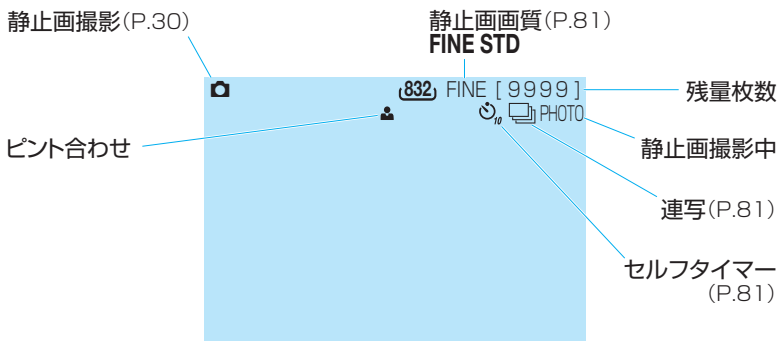 静止画撮影(P.30)
静止画画質(P.81)
FINE STD
832 FINE [9999]
残量枚数
10 PHOTO
ピント合わせ
静止画撮影中
連写(P.81)
セルフタイマー
(P.81)